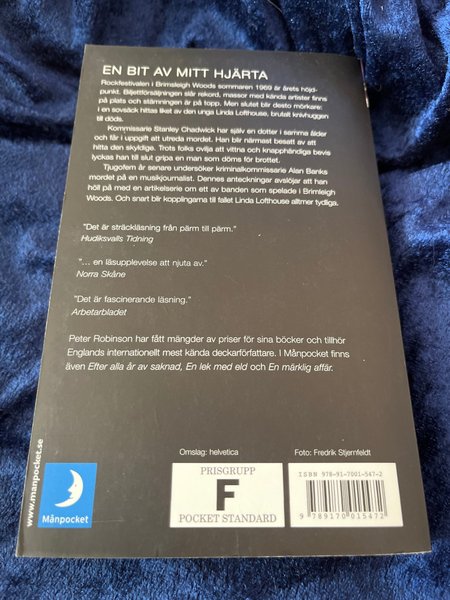 EN BIT AV MITT HJÄRTA
Rockfestivalen i Brimsleigh Woods sommaren 1969 är årets höjd-
punkt. Biljettförsäljningen slår rekord, massor med kända artister finns
på plats och stämningen är på topp. Men slutet blir desto mörkare:
i en sovsäck hittas liket av den unga Linda Lofthouse, brutalt knivhuggen
till döds.
Kommissarie Stanley Chadwick har själv en dotter i samma ålder
och får i uppgift att utreda mordet. Han blir närmast besatt av att
hitta den skyldige. Trots folks ovilja att vittna och knapphändiga bevis
lyckas han till slut gripa en man som döms för brottet.
Tjugofem år senare undersöker kriminalkommissarie Alan Banks
mordet på en musikjournalist. Dennes anteckningar avslöjar att han
höll på med en artikelserie om ett av banden som spelade i Brimleigh
Woods. Och snart blir kopplingarna till fallet Linda Lofthouse alltmer tydliga.
"Det är sträckläsning från pärm till pärm."
Hudiksvalls Tidning
"... en läsupplevelse att njuta av."
Norra Skåne
"Det är fascinerande läsning."
Arbetarbladet
Peter Robinson har fått mängder av priser för sina böcker och tillhör
Englands internationellt mest kända deckarförfattare. I Månpocket finns
även Efter alla år av saknad, En lek med eld och En märklig affär.
www.manpocket.se
Månpocket
Omslag: helvetica
Foto: Fredrik Stjernfeldt
PRISGRUPP
F
POCKET STANDARD
ISBN 978-91-7001-547-2
9 789170 015472